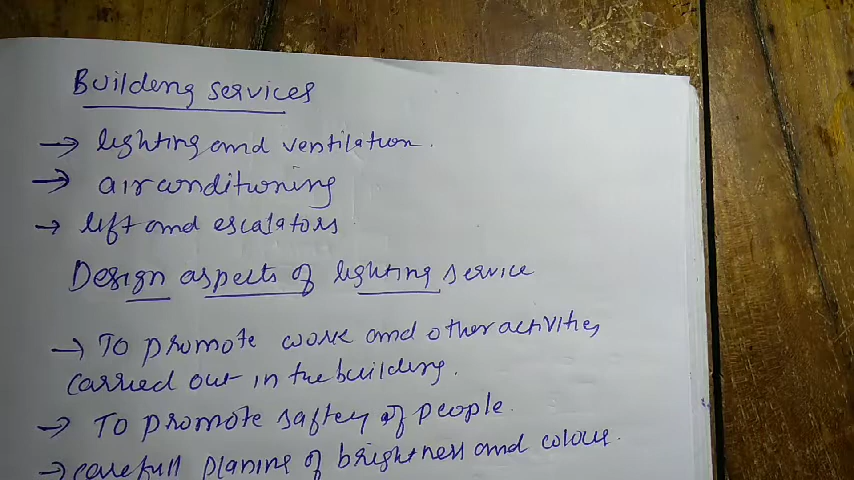 Building services
→ lighting and ventilation.
→ airconditioning
→ lift and escalators
Design aspects of lighting service
→ To promote work and other activities
carried out in the building.
→ To promote saftey of people.
→ carefull planing of brightness and colour.